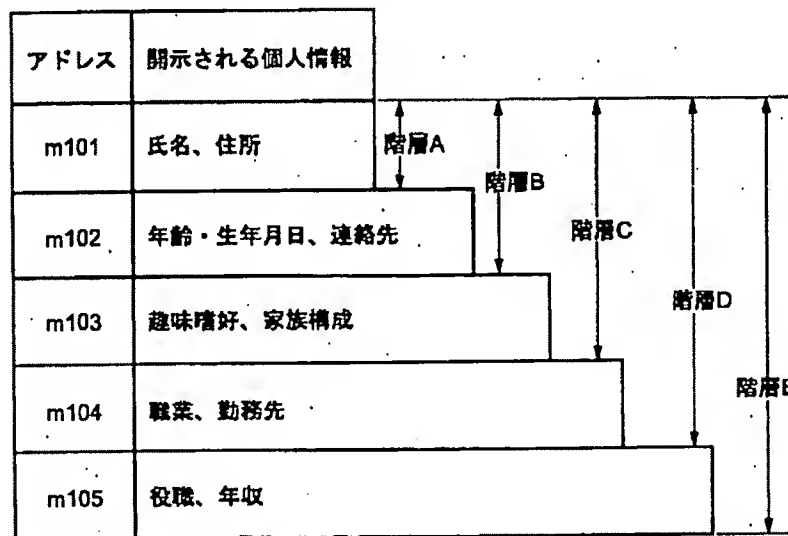 アドレス 開示される個人情報
m101 氏名、住所 階層A
階層B
m102 年齢・生年月日、連絡先 階層C
m103 趣味嗜好、家族構成 階層D
m104 職業、勤務先 階層E
m105 役職、年収